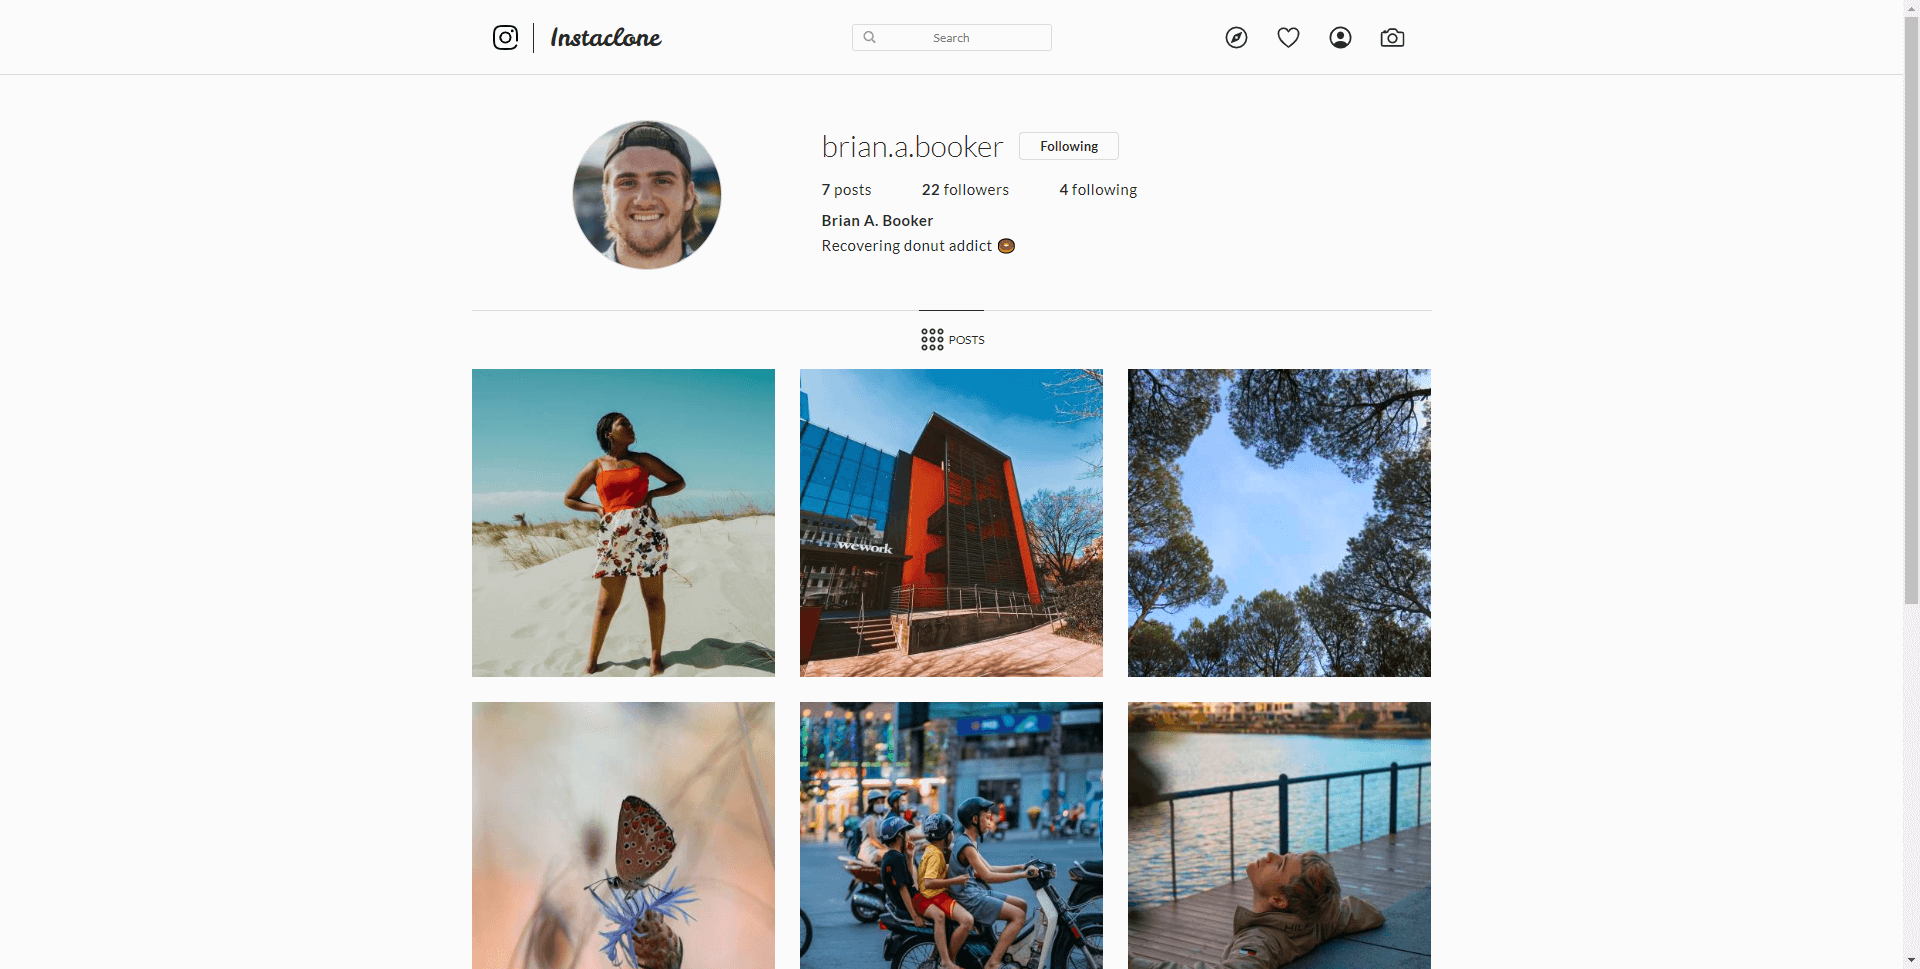 Instaclone
Search
brian.a.booker
Following
7 posts
22 followers
4 following
Brian A. Booker
Recovering donut addict 🍩
POSTS
wework